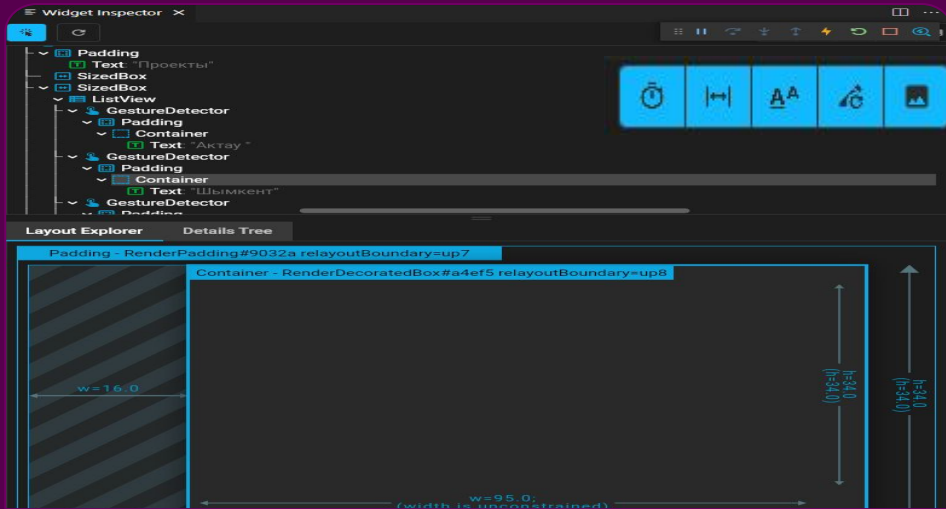 Widget Inspector
Padding
Text: "Проекты"
SizedBox
SizedBox
ListView
GestureDetector
Padding
Container
Text: "Актау "
GestureDetector
Padding
Container
Text: "Шымкент"
GestureDetector
Padding
Layout Explorer Details Tree
Padding - RenderPadding#9032a relayoutBoundary=up7
Container - RenderDecoratedBox#a4ef5 relayoutBoundary=up8
w=16.0
h=34.0
(h=34.0)
h=34.0
(h=34.0)
w=95.0;
(width is unconstrained)